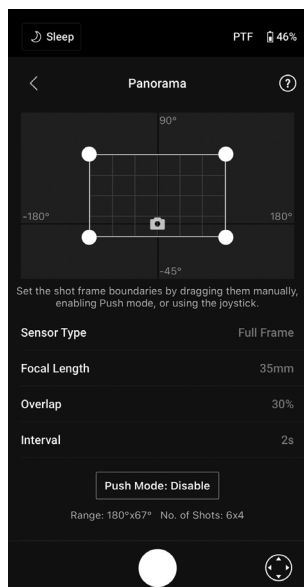 Sleep PTF 46%
Panorama ?
90°
-180° 180°
-45°
Set the shot frame boundaries by dragging them manually,
enabling Push mode, or using the joystick.
Sensor Type Full Frame
Focal Length 35mm
Overlap 30%
Interval 2s
Push Mode: Disable
Range: 180°x67° No. of Shots: 6x4